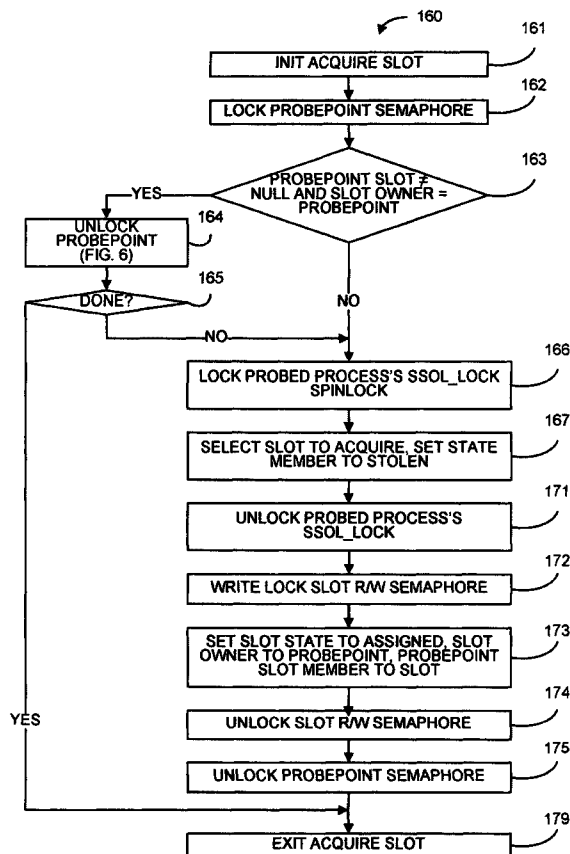 160
161
INIT ACQUIRE SLOT
162
LOCK PROBEPOINT SEMAPHORE
163
PROBEPOINT SLOT ≠
NULL AND SLOT OWNER =
PROBEPOINT
YES
164
UNLOCK
PROBEPOINT
(FIG. 6)
165
DONE?
NO
NO
166
LOCK PROBED PROCESS'S SSOL_LOCK
SPINLOCK
167
SELECT SLOT TO ACQUIRE, SET STATE
MEMBER TO STOLEN
171
UNLOCK PROBED PROCESS'S
SSOL_LOCK
172
WRITE LOCK SLOT R/W SEMAPHORE
173
SET SLOT STATE TO ASSIGNED, SLOT
OWNER TO PROBEPOINT, PROBEPOINT
SLOT MEMBER TO SLOT
174
UNLOCK SLOT R/W SEMAPHORE
YES
175
UNLOCK PROBEPOINT SEMAPHORE
179
EXIT ACQUIRE SLOT